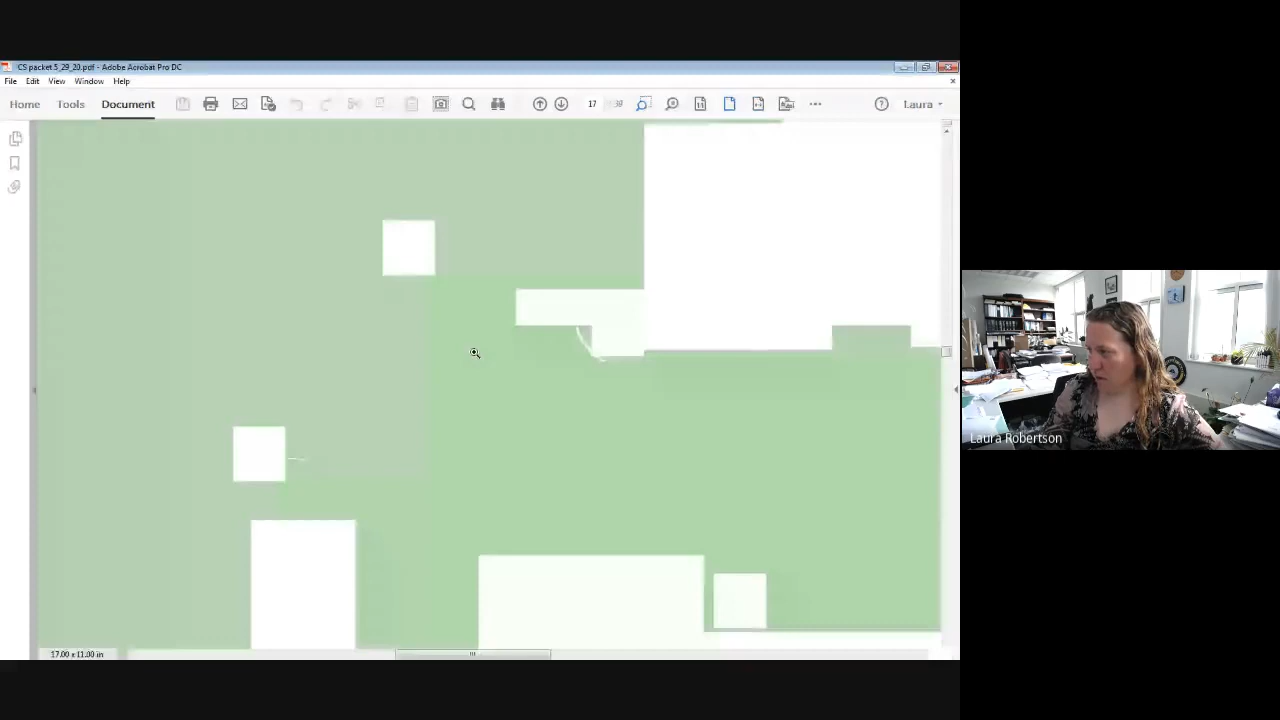 CS packet 5_29_20.pdf - Adobe Acrobat Pro DC
File Edit View Window Help
Home Tools Document 17 / 39 Laura
17.00 x 11.00 in
Laura Robertson